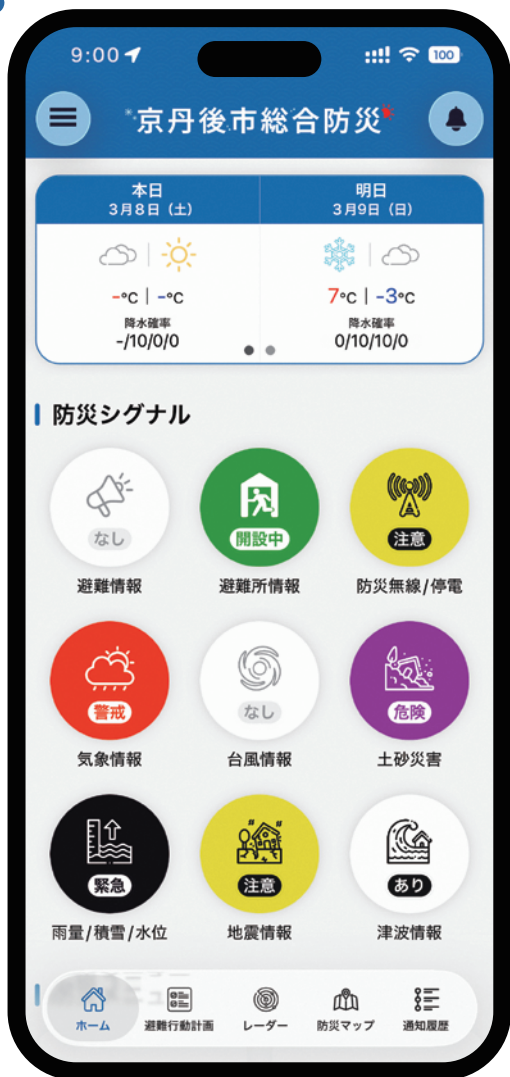 9:00
100
京丹後市総合防災
本日
3月8日（土）
明日
3月9日（日）
-℃ | -℃
7℃ | -3℃
降水確率
-/10/0/0
降水確率
0/10/10/0
防災シグナル
なし
開設中
注意
避難情報
避難所情報
防災無線/停電
警戒
なし
危険
気象情報
台風情報
土砂災害
緊急
注意
あり
雨量/積雪/水位
地震情報
津波情報
ホーム
避難行動計画
レーダー
防災マップ
通知履歴